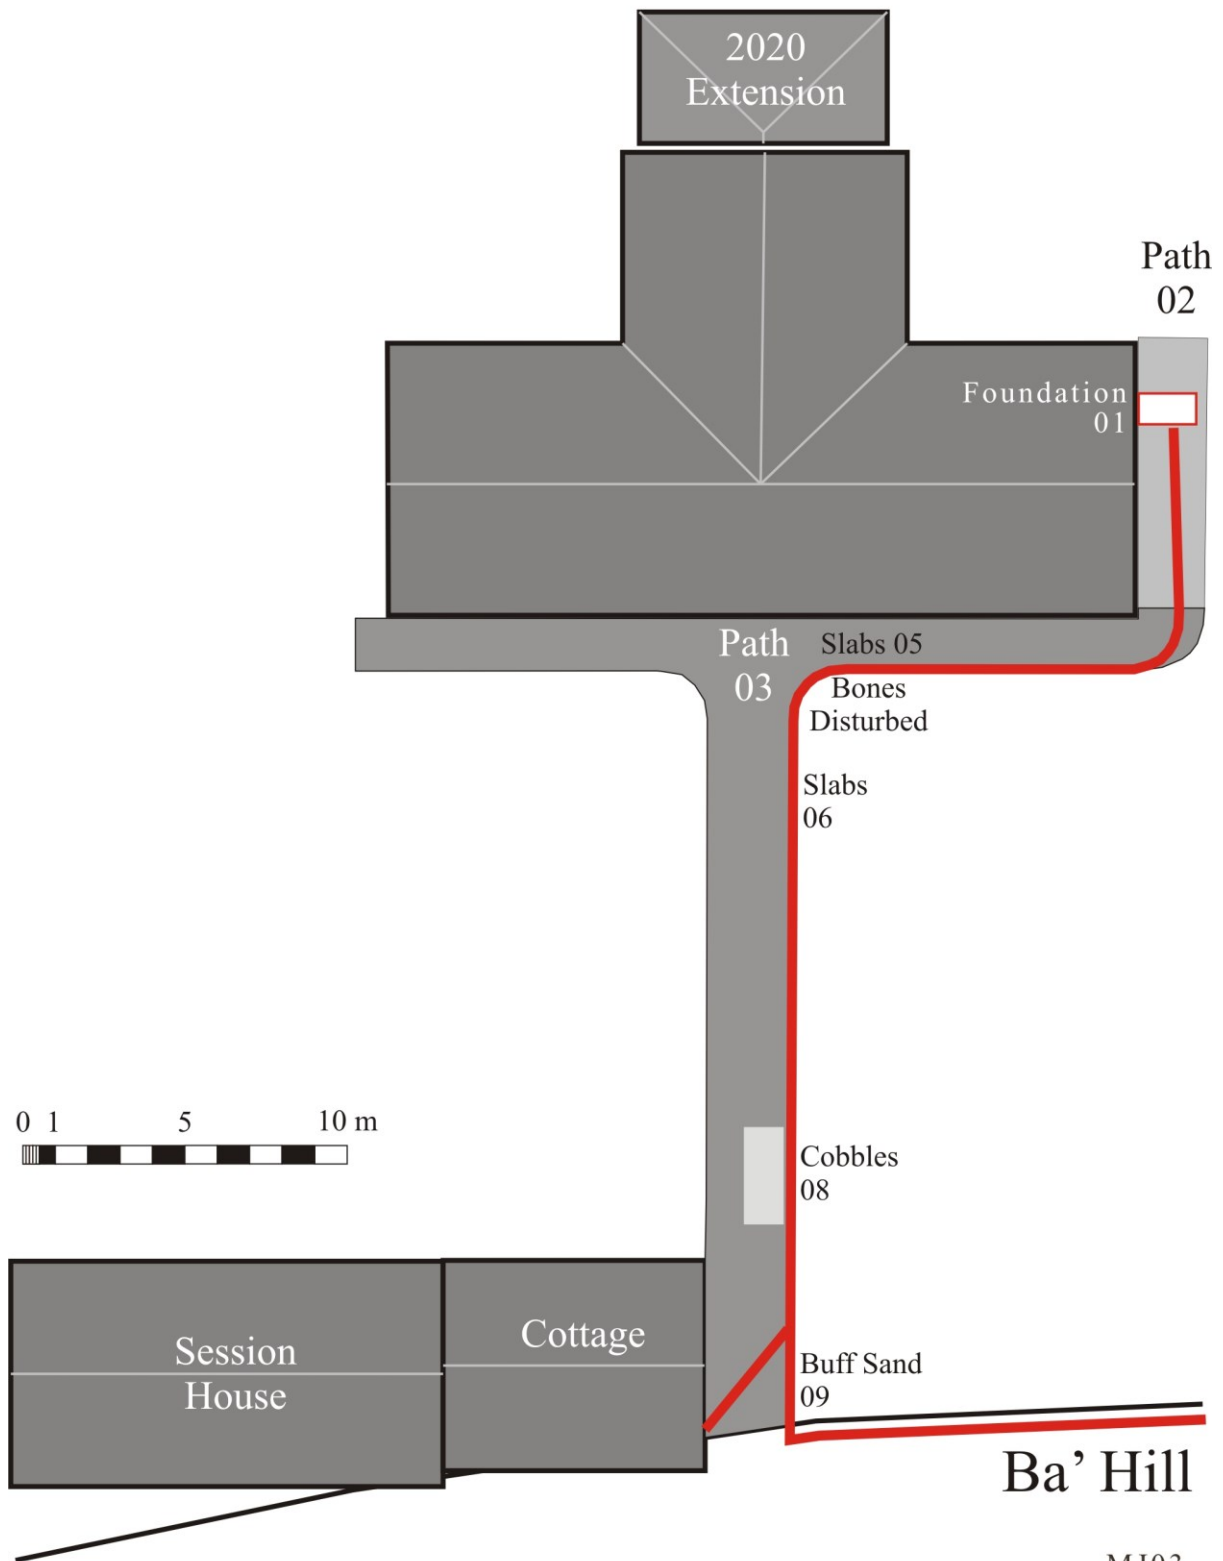 2020
Extension
Path
02
Foundation
01
Path
03
Slabs 05
Bones
Disturbed
Slabs
06
0 1 5 10 m
Cobbles
08
Session
House
Cottage
Buff Sand
09
Ba’ Hill